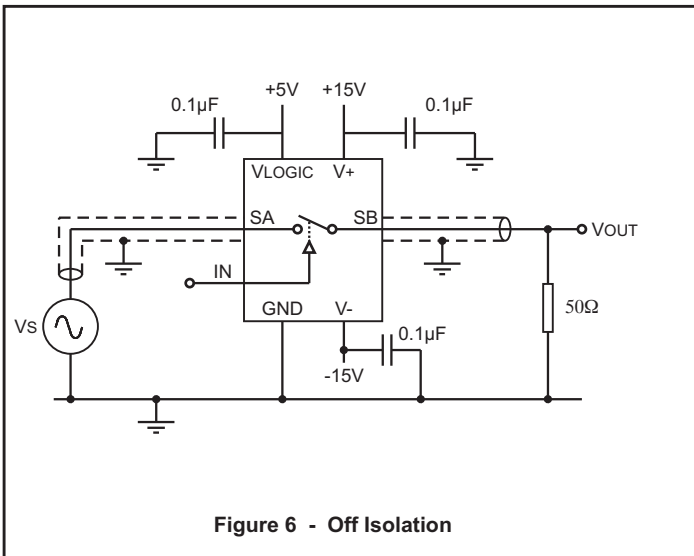 +5V +15V
0.1µF 0.1µF
VLOGIC V+
SA SB
VOUT
IN
GND V-
VS
0.1µF
50Ω
-15V
Figure 6 - Off Isolation